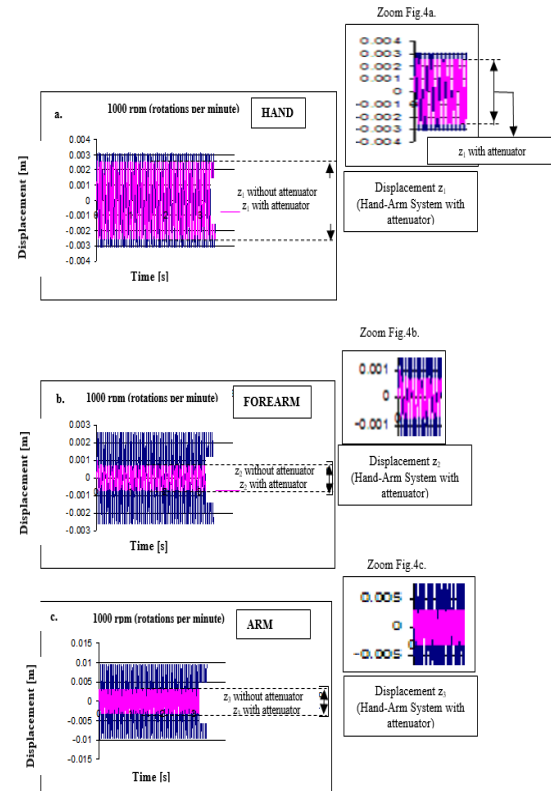 Zoom Fig.4a.
0.004
0.003
0.002
0.001
0
-0.001
-0.002
-0.003
-0.004
z1 with attenuator
Displacement z1
(Hand-Arm System with
attenuator)
a.
1000 rpm (rotations per minute)
HAND
Displacement [m]
0.004
0.003
0.002
0.001
0
-0.001
-0.002
-0.003
-0.004
z1 without attenuator
z1 with attenuator
Time [s]
Zoom Fig.4b.
0.001
0
-0.001
Displacement z2
(Hand-Arm System with
attenuator)
b.
1000 rpm (rotations per minute)
FOREARM
Displacement [m]
0.003
0.002
0.001
0
-0.001
-0.002
-0.003
z2 without attenuator
z2 with attenuator
Time [s]
Zoom Fig.4c.
0.005
0
-0.005
Displacement z3
(Hand-Arm System with
attenuator)
c.
1000 rpm (rotations per minute)
ARM
Displacement [m]
0.015
0.01
0.005
0
-0.005
-0.01
-0.015
z3 without attenuator
z3 with attenuator
Time [s]